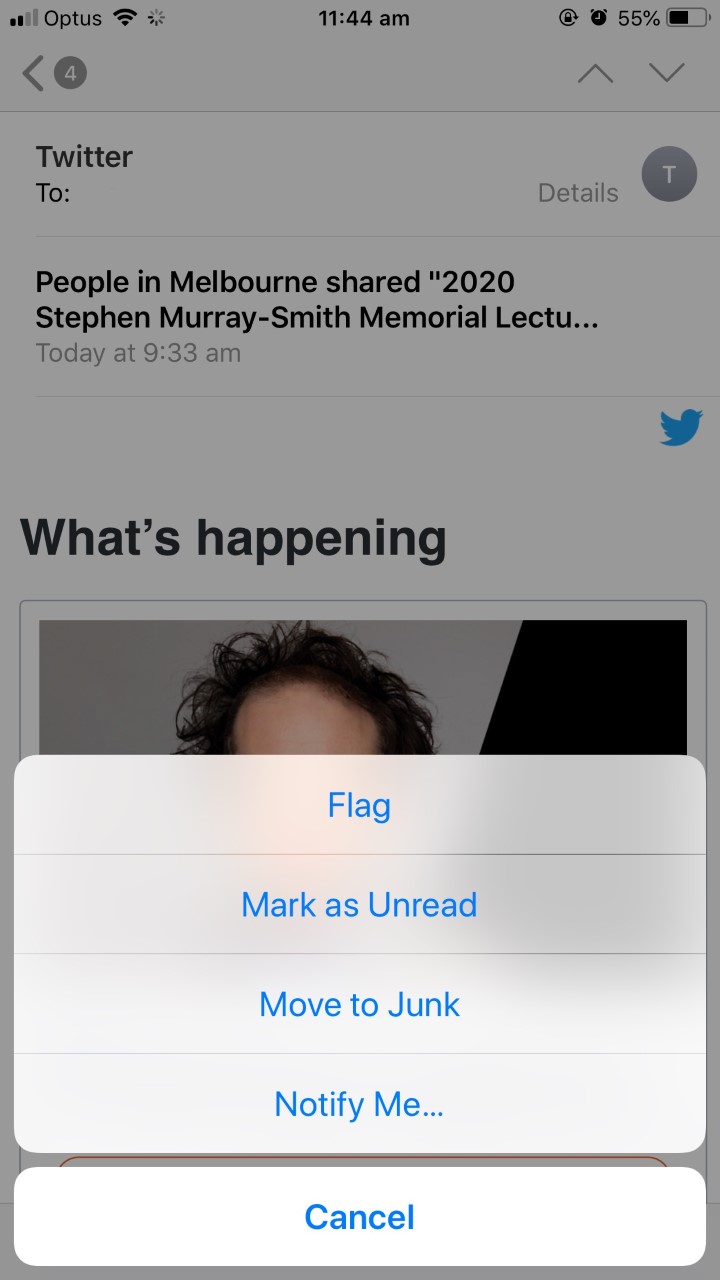 Optus 11:44 am 55%
4
Twitter
To:
Details
T
People in Melbourne shared "2020
Stephen Murray-Smith Memorial Lectu...
Today at 9:33 am
What’s happening
Flag
Mark as Unread
Move to Junk
Notify Me...
Cancel